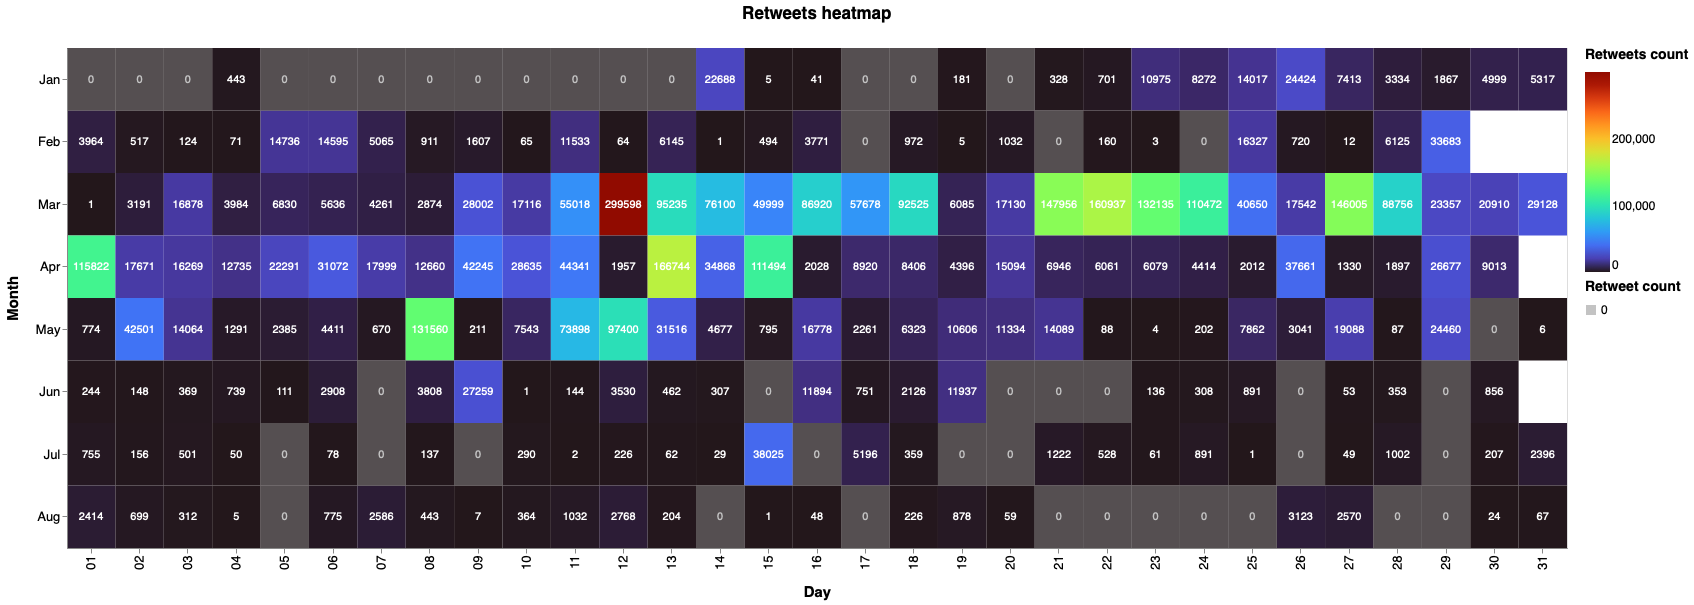 Retweets heatmap
Retweets count
Jan 0 0 0 443 0 0 0 0 0 0 0 0 0 22688 5 41 0 0 181 0 328 701 10975 8272 14017 24424 7413 3334 1867 4999 5317
Feb 3964 517 124 71 14736 14595 5065 911 1607 65 11533 64 6145 1 494 3771 0 972 5 1032 0 160 3 0 16327 720 12 6125 33683
200,000
Mar 1 3191 16878 3984 6830 5636 4261 2874 28002 17116 55018 299598 95235 76100 49999 86920 57678 92525 6085 17130 147956 160937 132135 110472 40650 17542 146005 88756 23357 20910 29128
100,000
Apr 115822 17671 16269 12735 22291 31072 17999 12660 42245 28635 44341 1957 166744 34868 111494 2028 8920 8406 4396 15094 6946 6061 6079 4414 2012 37661 1330 1897 26677 9013
0
Retweet count
0
May 774 42501 14064 1291 2385 4411 670 131560 211 7543 73898 97400 31516 4677 795 16778 2261 6323 10606 11334 14089 88 4 202 7862 3041 19088 87 24460 0 6
Jun 244 148 369 739 111 2908 0 3808 27259 1 144 3530 462 307 0 11894 751 2126 11937 0 0 0 136 308 891 0 53 353 0 856
Jul 755 156 501 50 0 78 0 137 0 290 2 226 62 29 38025 0 5196 359 0 0 1222 528 61 891 1 0 49 1002 0 207 2396
Aug 2414 699 312 5 0 775 2586 443 7 364 1032 2768 204 0 1 48 0 226 878 59 0 0 0 0 0 3123 2570 0 0 24 67
01 02 03 04 05 06 07 08 09 10 11 12 13 14 15 16 17 18 19 20 21 22 23 24 25 26 27 28 29 30 31
Day
Month